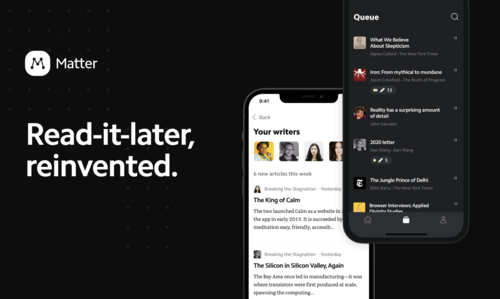 Matter
Read-it-later,
reinvented.
9:41
Back
Your writers
6 new articles this week
Breaking the Stagnation · Yesterday
The King of Calm
The two launched Calm as a website in 2
the app in early 2013. It is succeeded by
meditation easy, friendly, accessib...
Breaking the Stagnation · Yesterday
The Silicon in Silicon Valley, Again
The Bay Area once led in manufacturing—it was
where translators were first produced at scale,
spawning the computing...
Queue
What We Believe
About Skepticism
Agnes Callard · The New York Times
Iron: From mythical to mundane
Jason Crawford · The Roots of Progress
13
Reality has a surprising amount
of detail
John Salvatier
2020 letter
Dan Wang · Dan Wang
5
The Jungle Prince of Delhi
Ellen Barry · The New York Times
Browser Interviews: Applied
Divinity Studies